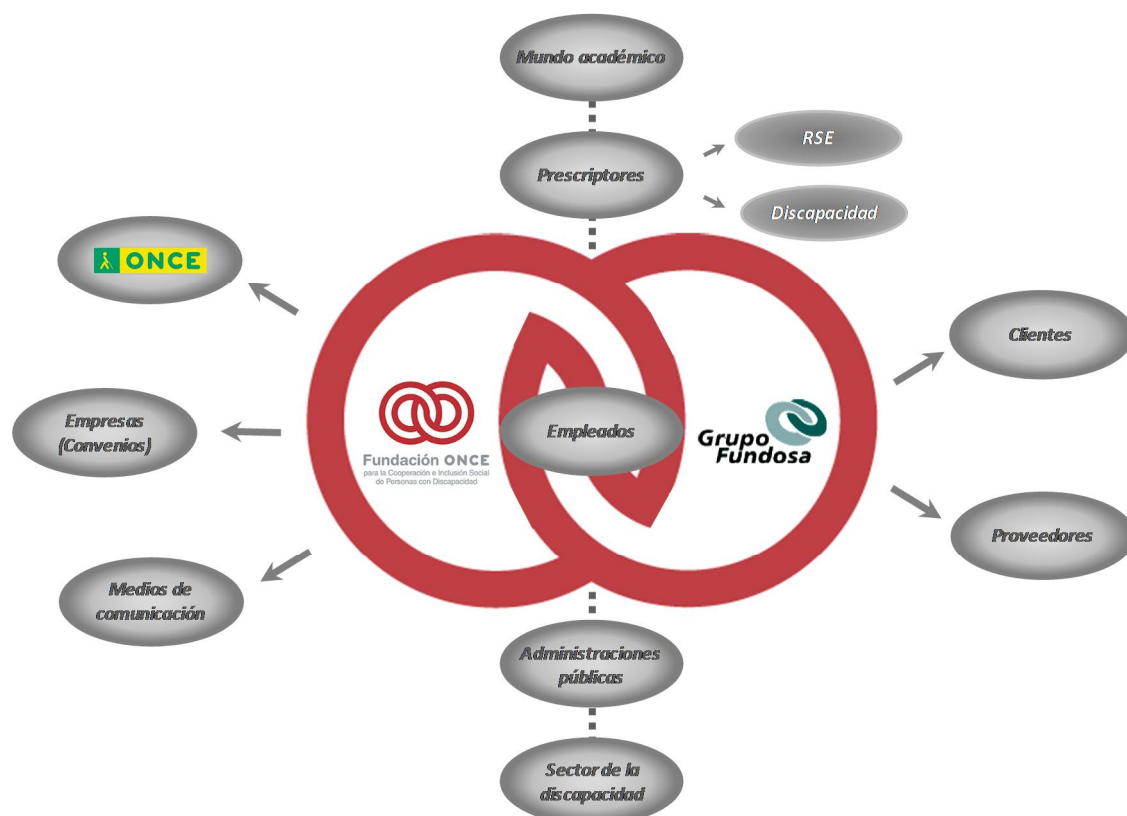 Mundo académico
Prescriptores
RSE
Discapacidad
ONCE
Clientes
Empresas
(Convenios)
Fundación ONCE
para la Cooperación e Inclusión Social
de Personas con Discapacidad
Empleados
Grupo
Fundosa
Proveedores
Medios de
comunicación
Administraciones
públicas
Sector de la
discapacidad